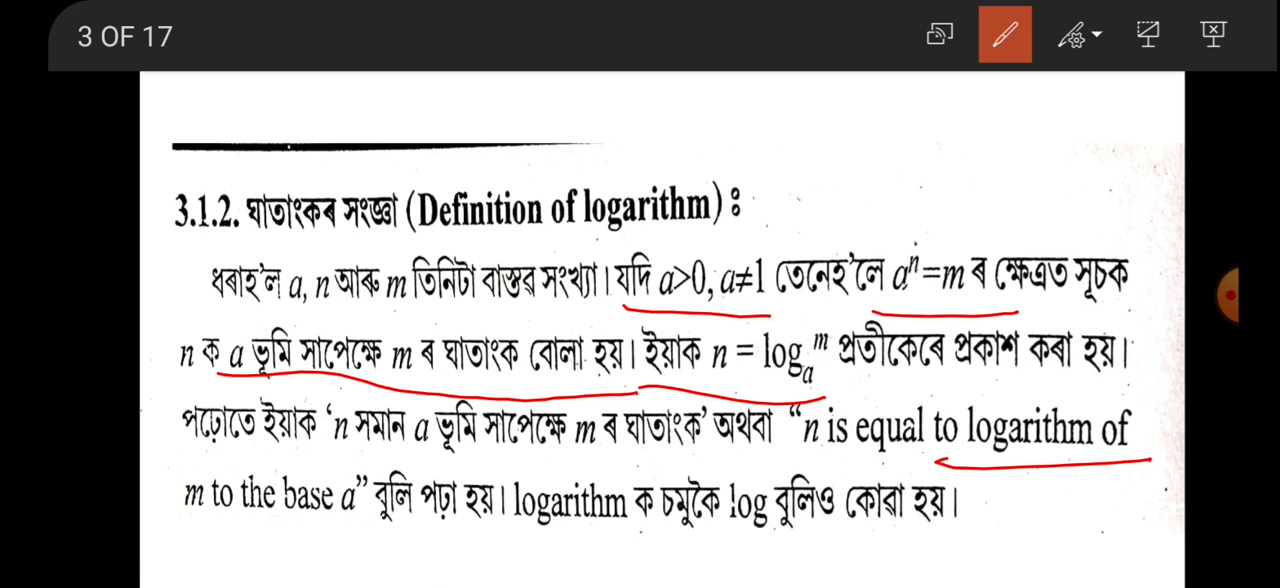 3 OF 17
3.1.2. ঘাতাংকৰ সংজ্ঞা (Definition of logarithm) ঃ
ধৰাহ’ল a, n আৰু m তিনিটা বাস্তৱ সংখ্যা। যদি a>0, a≠1 তেনেহ’লে aⁿ=m ৰ ক্ষেত্ৰত সূচক
n ক a ভূমি সাপেক্ষে m ৰ ঘাতাংক বোলা হয়। ইয়াক n = logₐᵐ প্ৰতীকেৰে প্ৰকাশ কৰা হয়।
পঢ়োতে ইয়াক ‘n সমান a ভূমি সাপেক্ষে m ৰ ঘাতাংক’ অথবা “n is equal to logarithm of
m to the base a” বুলি পঢ়া হয়। logarithm ক চমুকৈ log বুলিও কোৱা হয়।